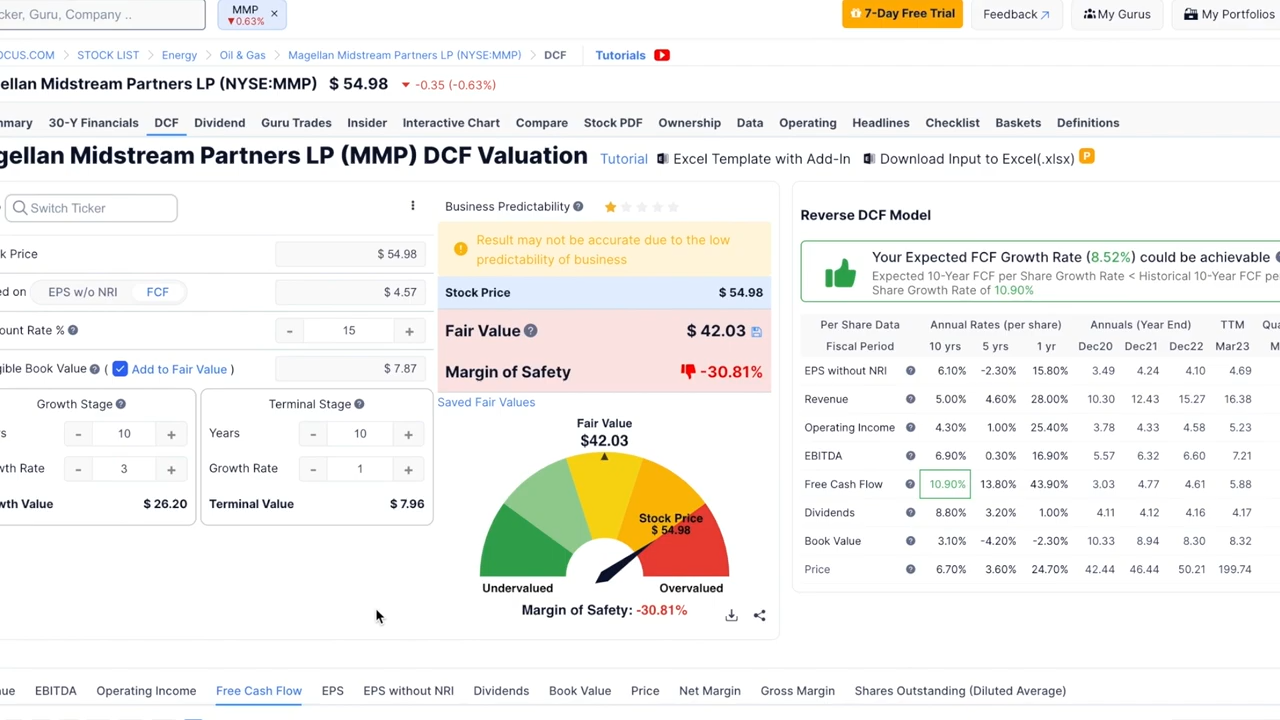 cker, Guru, Company ..
MMP
▼0.63%
×
7-Day Free Trial
Feedback ↗
My Gurus
My Portfolios
OCUS.COM > STOCK LIST > Energy > Oil & Gas > Magellan Midstream Partners LP (NYSE:MMP) > DCF
Tutorials
ellan Midstream Partners LP (NYSE:MMP) $ 54.98 -0.35 (-0.63%)
mmary 30-Y Financials DCF Dividend Guru Trades Insider Interactive Chart Compare Stock PDF Ownership Data Operating Headlines Checklist Baskets Definitions
gellan Midstream Partners LP (MMP) DCF Valuation Tutorial Excel Template with Add-In Download Input to Excel(.xlsx) P
Switch Ticker
k Price $ 54.98
ed on EPS w/o NRI FCF $ 4.57
ount Rate % - 15 +
gible Book Value ( Add to Fair Value ) $ 7.87
Growth Stage
s - 10 +
wth Rate - 3 +
wth Value $ 26.20
Terminal Stage
Years - 10 +
Growth Rate - 1 +
Terminal Value $ 7.96
Business Predictability
Result may not be accurate due to the low
predictability of business
Stock Price $ 54.98
Fair Value $ 42.03
Margin of Safety -30.81%
Saved Fair Values
Fair Value
$42.03
Stock Price
$ 54.98
Undervalued
Overvalued
Margin of Safety: -30.81%
Reverse DCF Model
Your Expected FCF Growth Rate (8.52%) could be achievable
Expected 10-Year FCF per Share Growth Rate < Historical 10-Year FCF pe
Share Growth Rate of 10.90%
Per Share Data Annual Rates (per share) Annuals (Year End) TTM Qua
Fiscal Period 10 yrs 5 yrs 1 yr Dec20 Dec21 Dec22 Mar23 M
EPS without NRI 6.10% -2.30% 15.80% 3.49 4.24 4.10 4.69
Revenue 5.00% 4.60% 28.00% 10.30 12.43 15.27 16.38
Operating Income 4.30% 1.00% 25.40% 3.78 4.33 4.58 5.23
EBITDA 6.90% 0.30% 16.90% 5.57 6.32 6.60 7.21
Free Cash Flow 10.90% 13.80% 43.90% 3.03 4.77 4.61 5.88
Dividends 8.80% 3.20% 1.00% 4.11 4.12 4.16 4.17
Book Value 3.10% -4.20% -2.30% 10.33 8.94 8.30 8.32
Price 6.70% 3.60% 24.70% 42.44 46.44 50.21 199.74
nue EBITDA Operating Income Free Cash Flow EPS EPS without NRI Dividends Book Value Price Net Margin Gross Margin Shares Outstanding (Diluted Average)